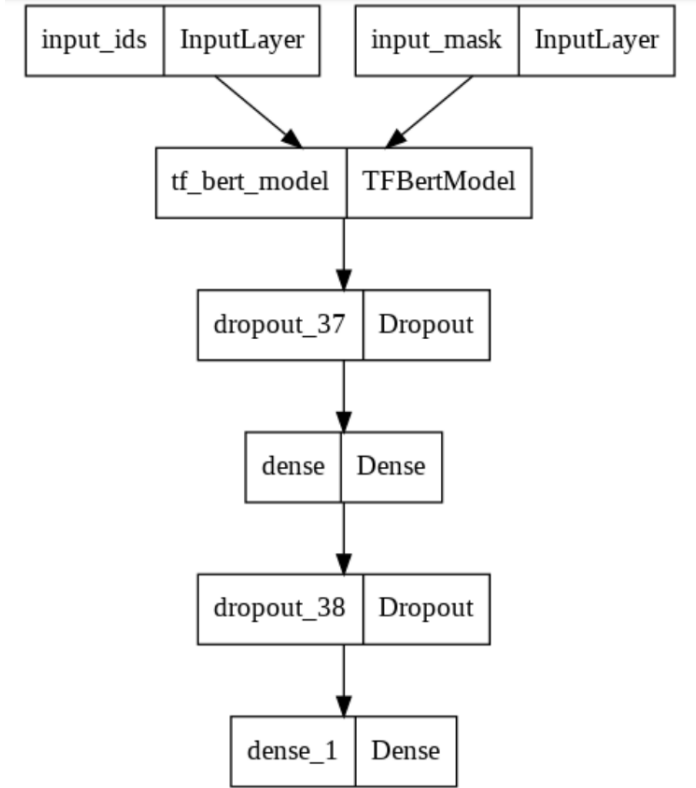 input_ids InputLayer input_mask InputLayer
tf_bert_model TFBertModel
dropout_37 Dropout
dense Dense
dropout_38 Dropout
dense_1 Dense